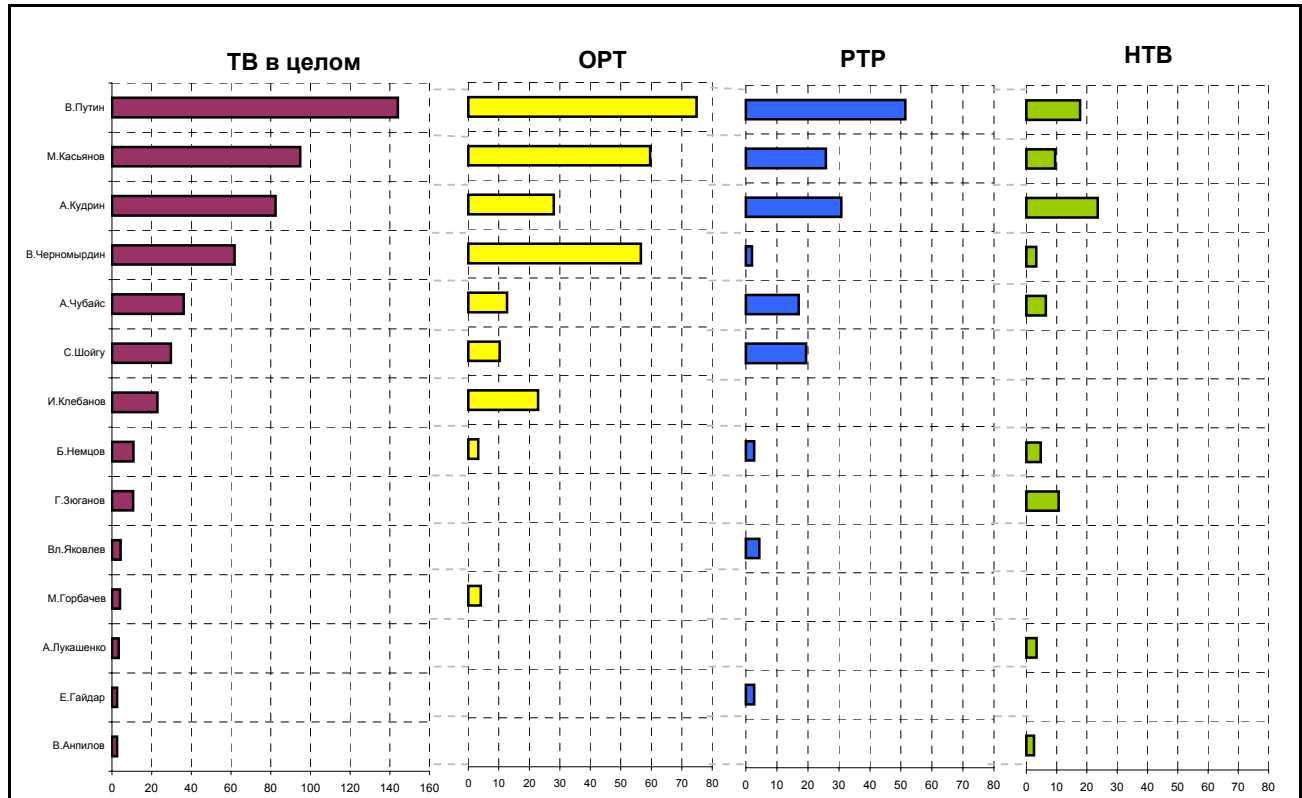 ТВ в целом ОРТ РТР НТВ
В.Путин
М.Касьянов
А.Кудрин
В.Черномырдин
А.Чубайс
С.Шойгу
И.Клебанов
Б.Немцов
Г.Зюганов
Вл.Яковлев
М.Горбачев
А.Лукашенко
Е.Гайдар
В.Анпилов
0 20 40 60 80 100 120 140 160 0 10 20 30 40 50 60 70 80 0 10 20 30 40 50 60 70 80 0 10 20 30 40 50 60 70 80